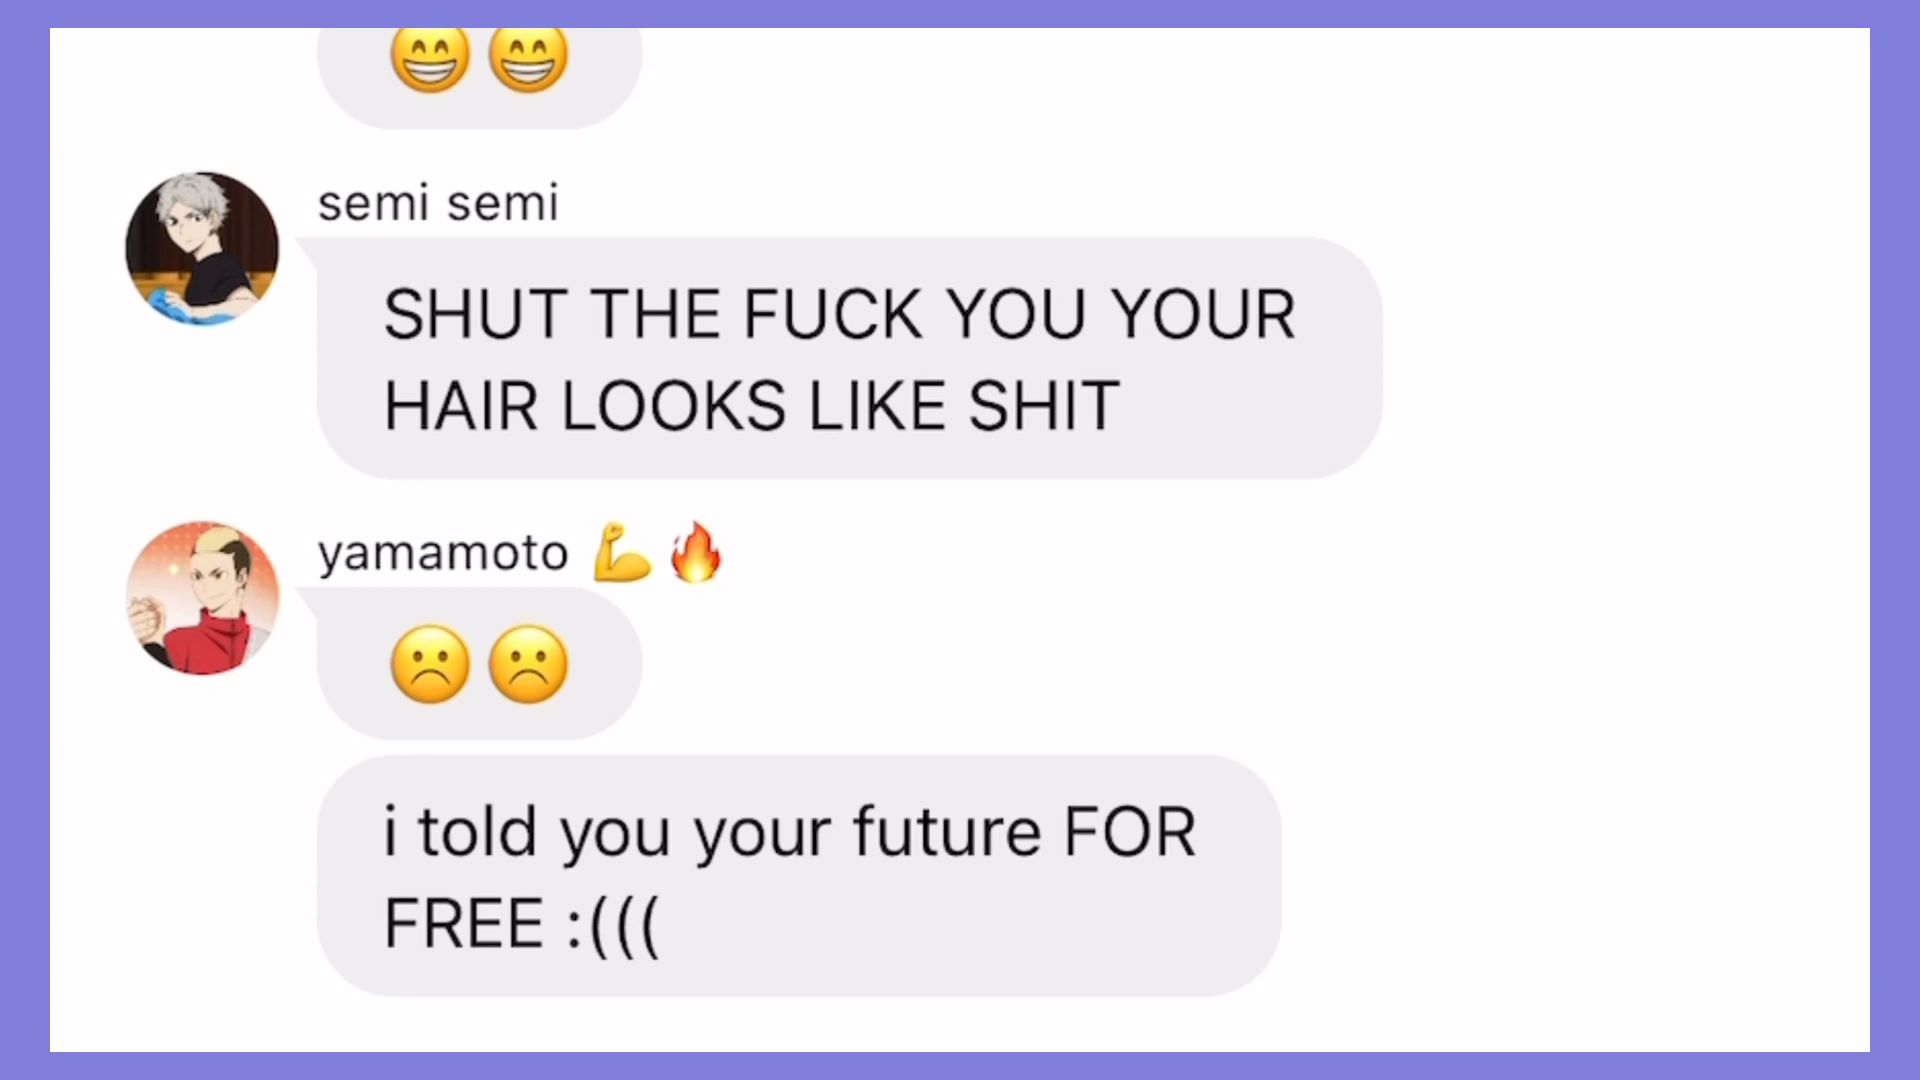 😁😁
semi semi
SHUT THE FUCK YOU YOUR
HAIR LOOKS LIKE SHIT
yamamoto 💪🔥
☹️☹️
i told you your future FOR
FREE :(((